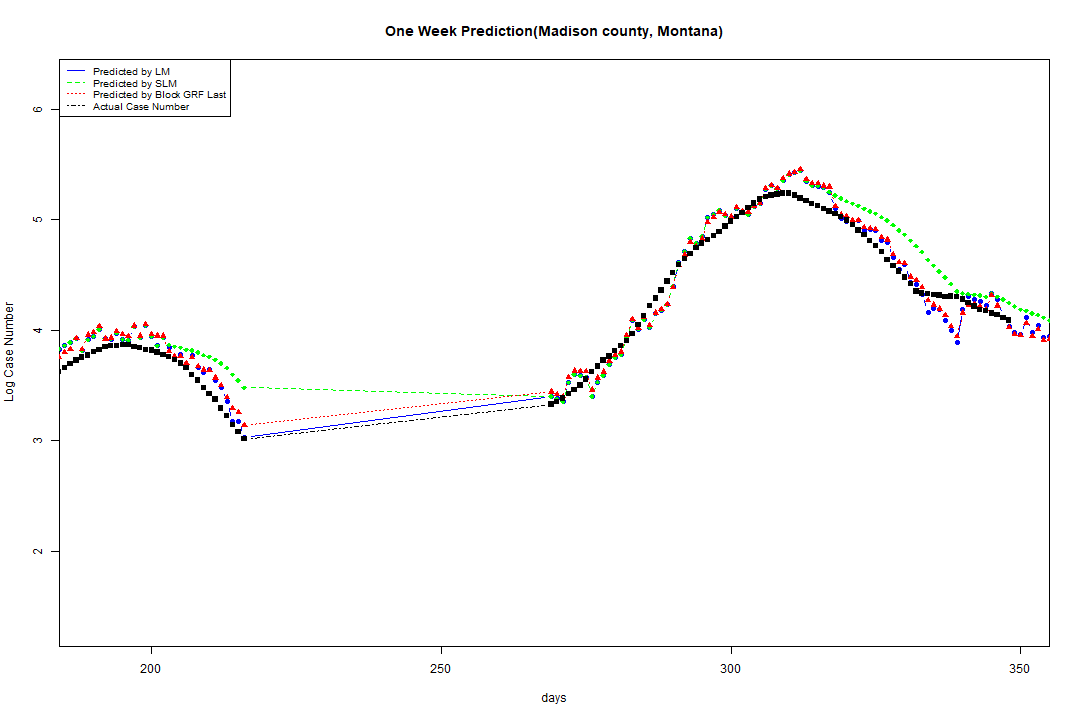 One Week Prediction(Madison county, Montana)
Predicted by LM
Predicted by SLM
Predicted by Block GRF Last
Actual Case Number
6
5
4
3
2
Log Case Number
200
250
300
350
days